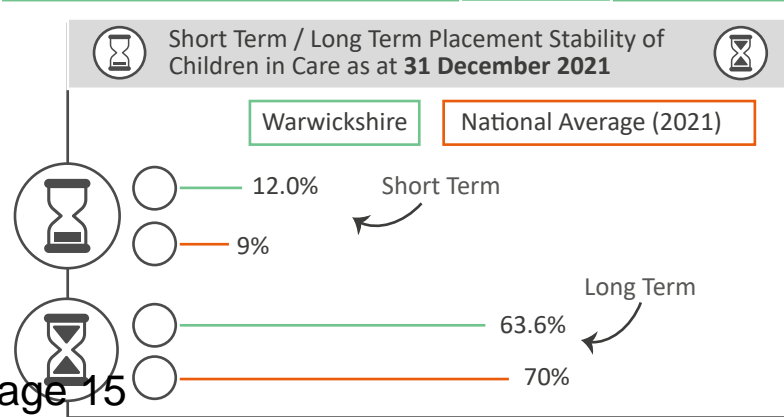 Short Term / Long Term Placement Stability of
Children in Care as at 31 December 2021
Warwickshire
National Average (2021)
12.0%
Short Term
9%
Long Term
63.6%
70%
age 15